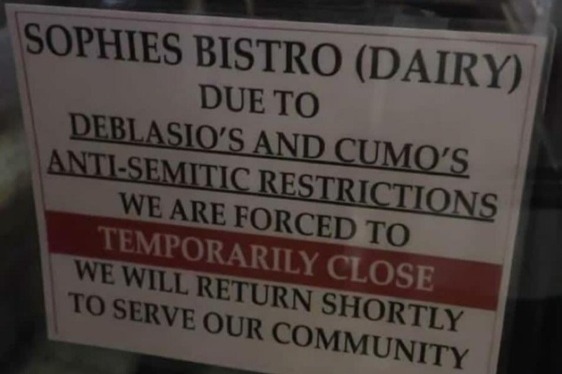 SOPHIES BISTRO (DAIRY)
DUE TO
DEBLASIO'S AND CUMO'S
ANTI-SEMITIC RESTRICTIONS
WE ARE FORCED TO
TEMPORARILY CLOSE
WE WILL RETURN SHORTLY
TO SERVE OUR COMMUNITY